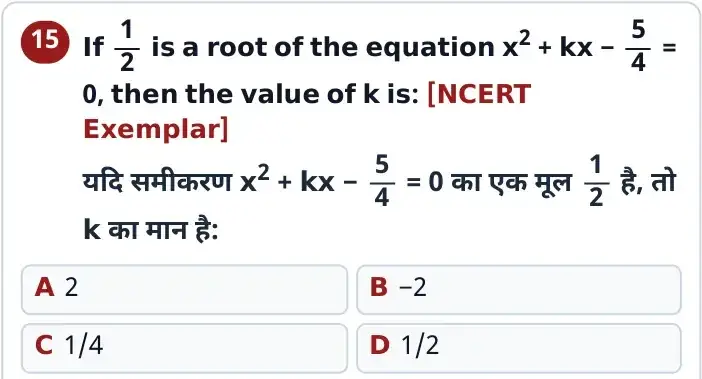 15 If 1/2 is a root of the equation x² + kx − 5/4 =
0, then the value of k is: [NCERT
Exemplar]
यदि समीकरण x² + kx − 5/4 = 0 का एक मूल 1/2 है, तो
k का मान है:
A 2
B −2
C 1/4
D 1/2